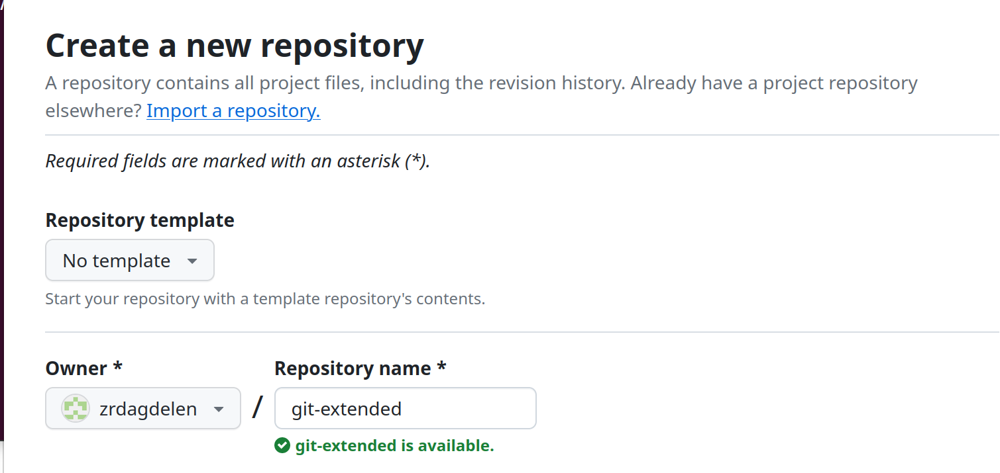 Create a new repository
A repository contains all project files, including the revision history. Already have a project repository
elsewhere? Import a repository.
Required fields are marked with an asterisk (*).
Repository template
No template
Start your repository with a template repository's contents.
Owner *
Repository name *
zrdagdelen
/
git-extended
git-extended is available.